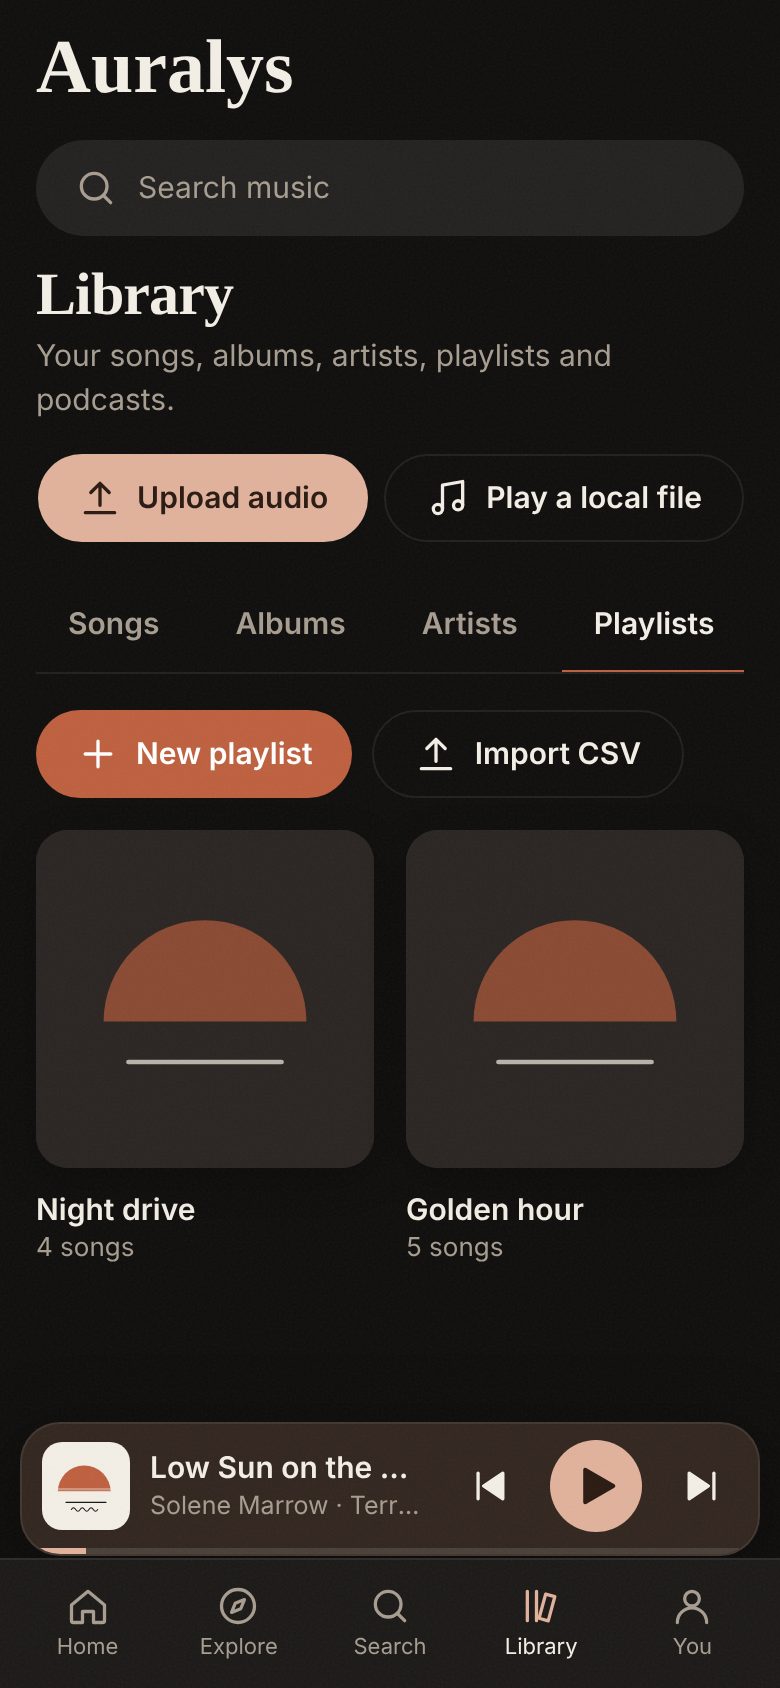 Auralys
Search music
Library
Your songs, albums, artists, playlists and
podcasts.
Upload audio
Play a local file
Songs
Albums
Artists
Playlists
New playlist
Import CSV
Night drive
4 songs
Golden hour
5 songs
Low Sun on the ...
Solene Marrow · Terr...
Home
Explore
Search
Library
You